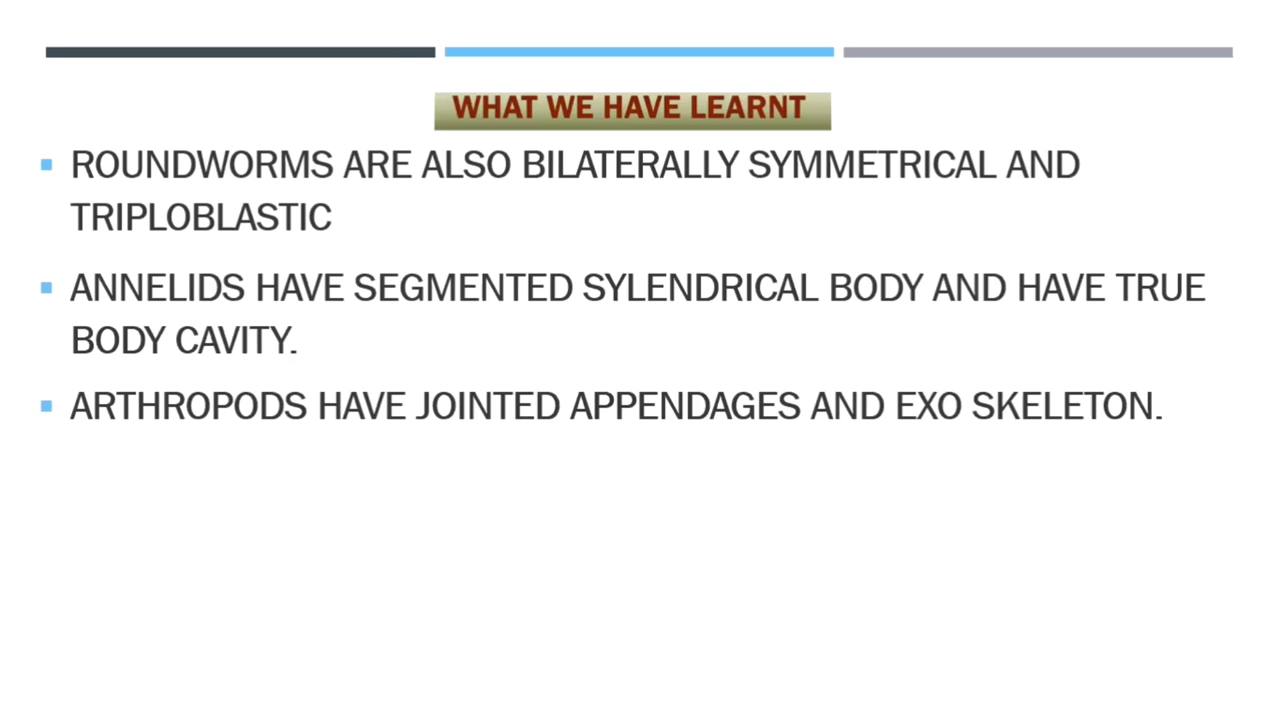 WHAT WE HAVE LEARNT
ROUNDWORMS ARE ALSO BILATERALLY SYMMETRICAL AND
TRIPLOBLASTIC
ANNELIDS HAVE SEGMENTED SYLENDRICAL BODY AND HAVE TRUE
BODY CAVITY.
ARTHROPODS HAVE JOINTED APPENDAGES AND EXO SKELETON.